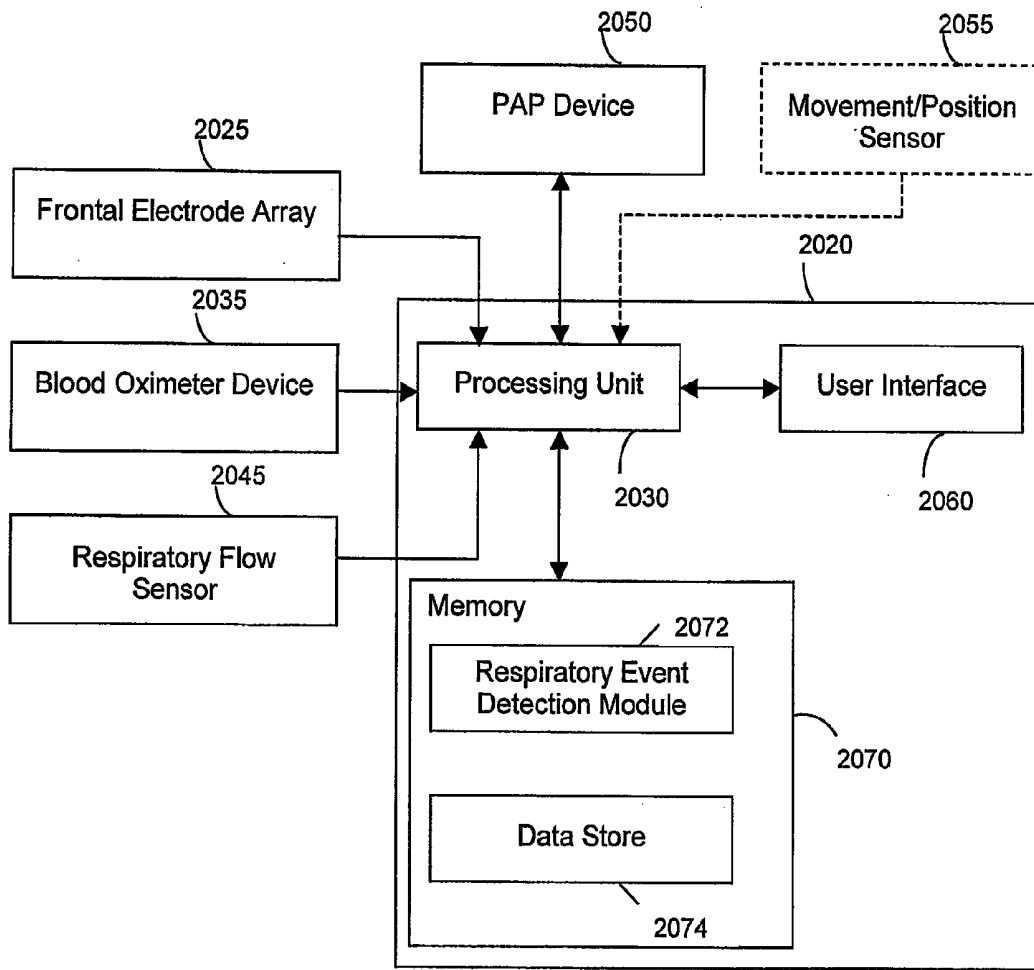 2050
2055
PAP Device
Movement/Position
Sensor
2025
Frontal Electrode Array
2020
2035
Blood Oximeter Device
Processing Unit
User Interface
2045
2030
2060
Respiratory Flow
Sensor
Memory
2072
Respiratory Event
Detection Module
2070
Data Store
2074